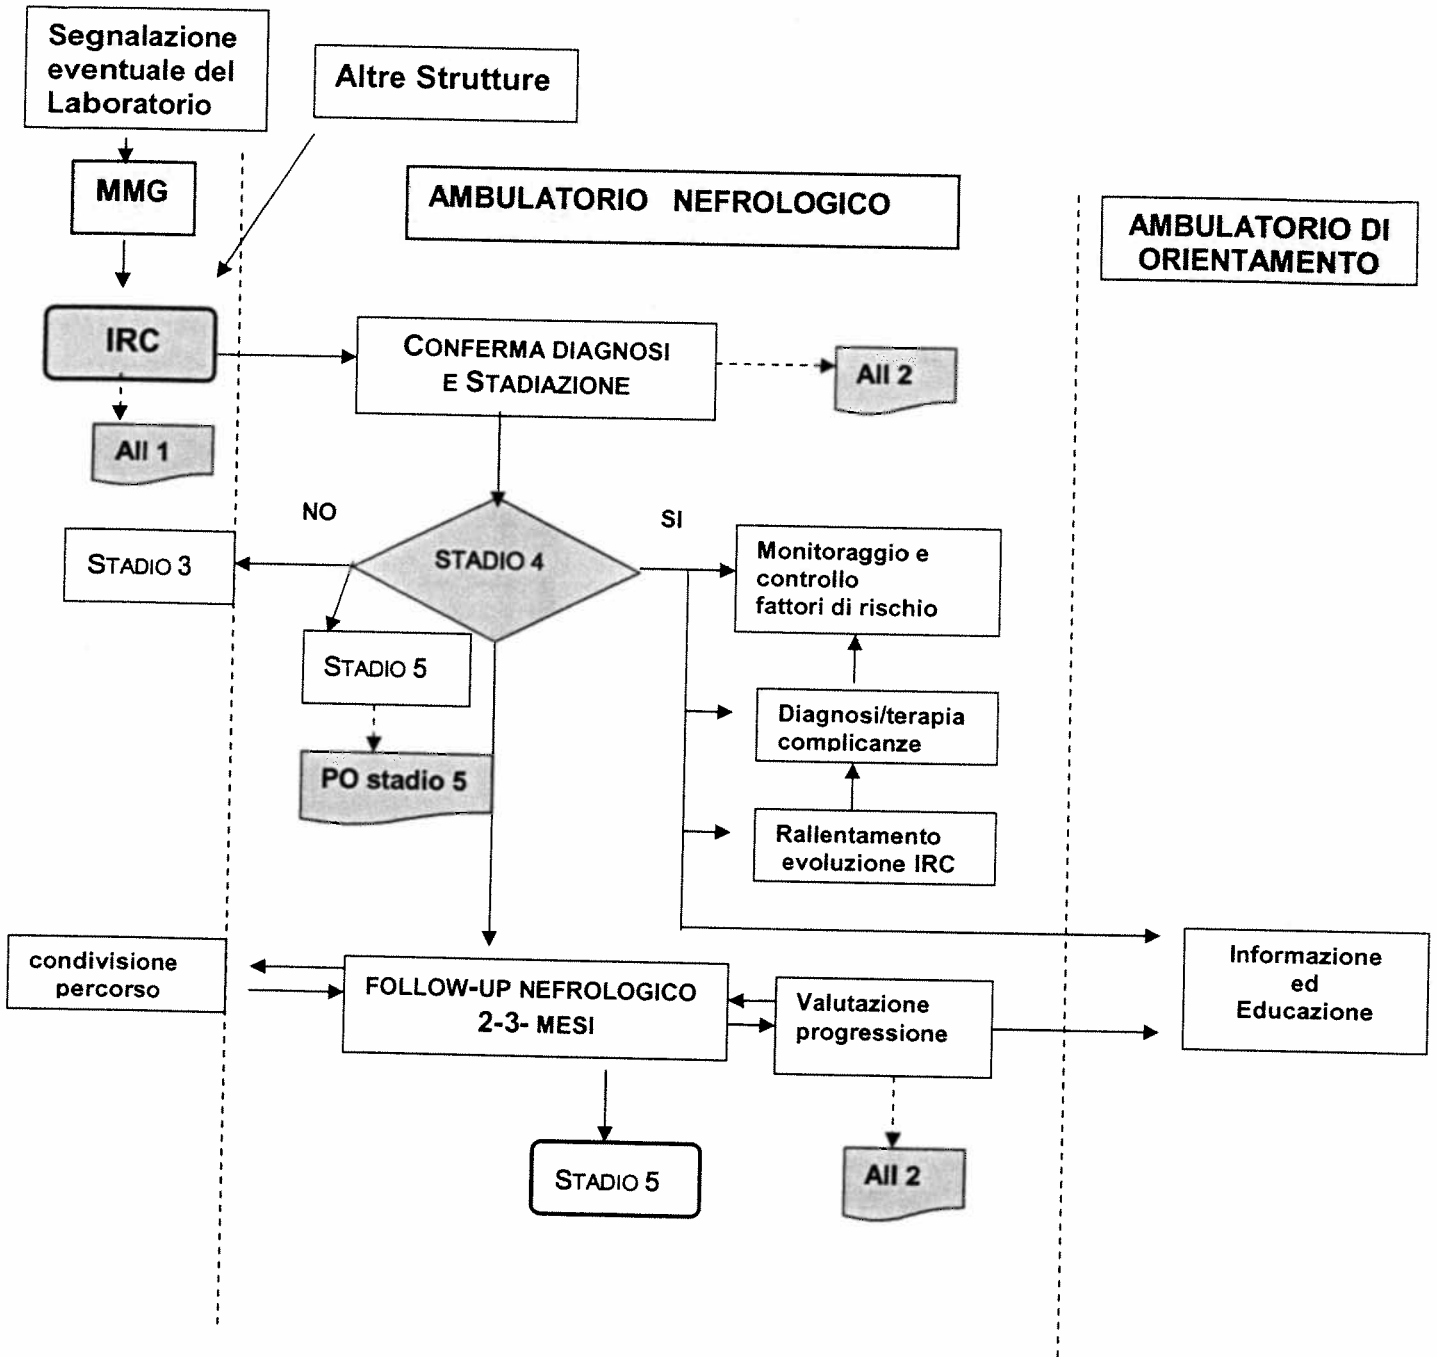 Segnalazione
eventuale del
Laboratorio
Altre Strutture
MMG
AMBULATORIO NEFROLOGICO
AMBULATORIO DI
ORIENTAMENTO
IRC
CONFERMA DIAGNOSI
E STADIAZIONE
All 2
All 1
NO
SI
STADIO 3
STADIO 4
Monitoraggio e
controllo
fattori di rischio
STADIO 5
Diagnosi/terapia
complicanze
PO stadio 5
Rallentamento
evoluzione IRC
condivisione
percorso
FOLLOW-UP NEFROLOGICO
2-3- MESI
Valutazione
progressione
Informazione
ed
Educazione
STADIO 5
All 2